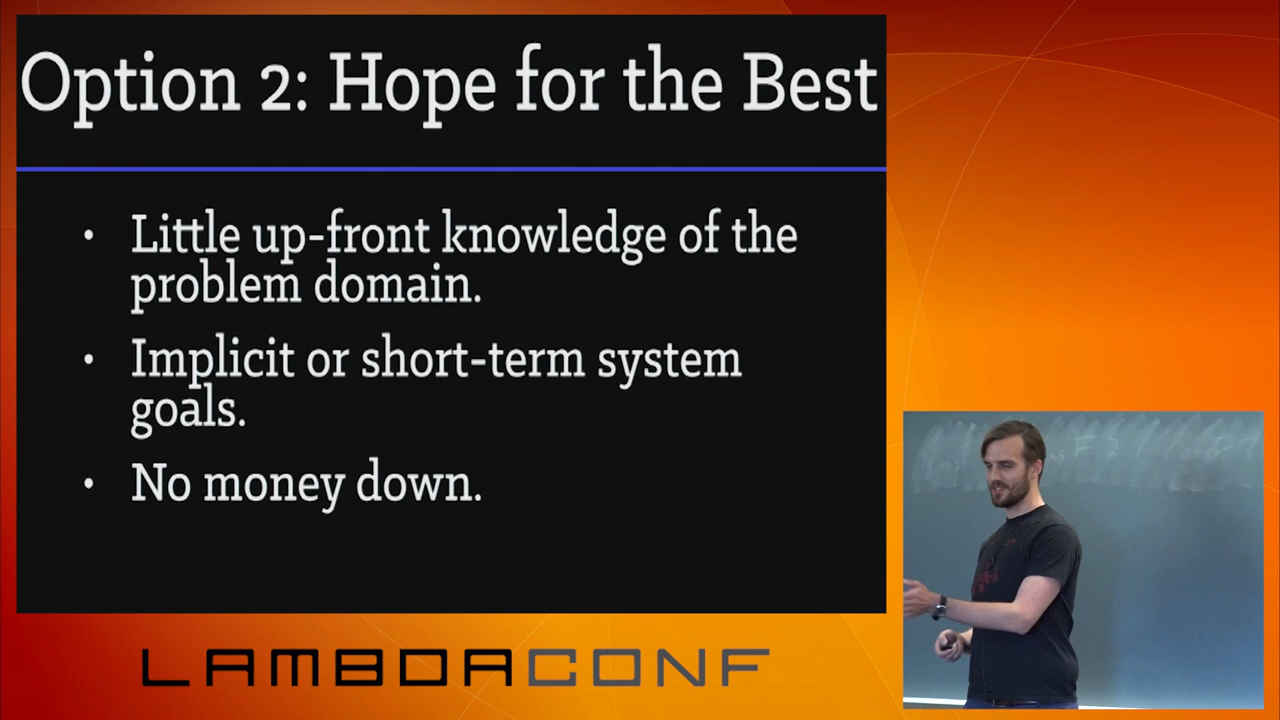 Option 2: Hope for the Best
• Little up-front knowledge of the
problem domain.
• Implicit or short-term system
goals.
• No money down.
LAMBDACONF